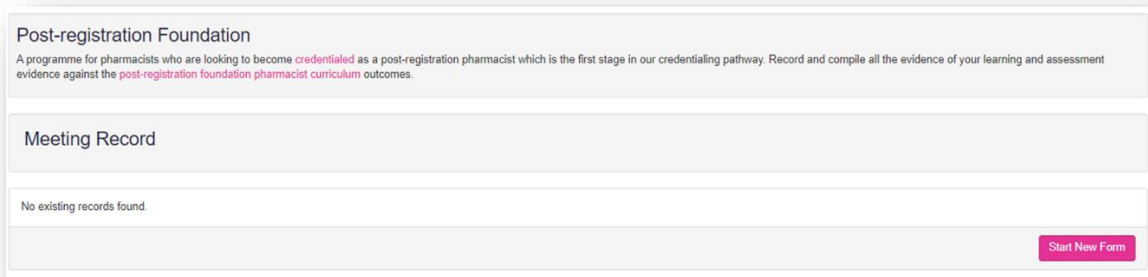 Post-registration Foundation
A programme for pharmacists who are looking to become credentialed as a post-registration pharmacist which is the first stage in our credentialing pathway. Record and compile all the evidence of your learning and assessment
evidence against the post-registration foundation pharmacist curriculum outcomes.
Meeting Record
No existing records found.
Start New Form